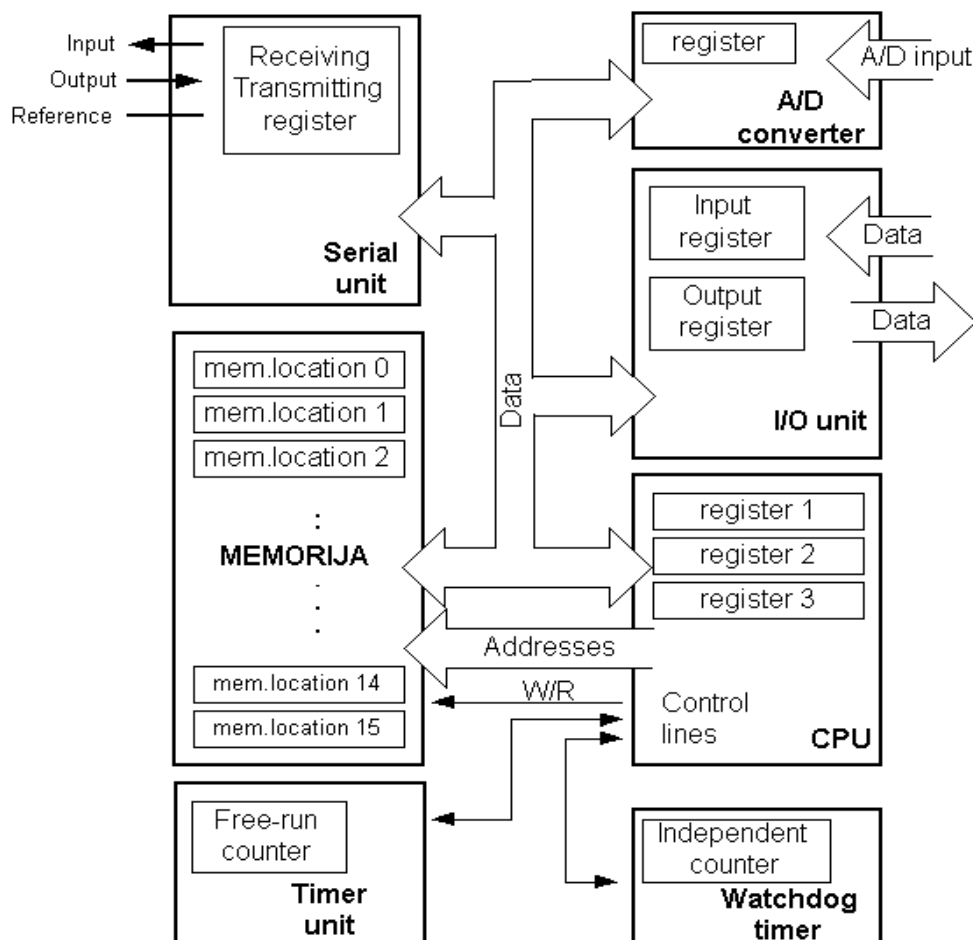 Input
Output
Reference
Receiving
Transmitting
register
Serial
unit
register
A/D input
A/D
converter
Input
register
Data
Output
register
Data
I/O unit
mem.location 0
mem.location 1
mem.location 2
:
MEMORIJA
.
.
.
mem.location 14
mem.location 15
Data
Addresses
W/R
register 1
register 2
register 3
Control
lines
CPU
Free-run
counter
Timer
unit
Independent
counter
Watchdog
timer